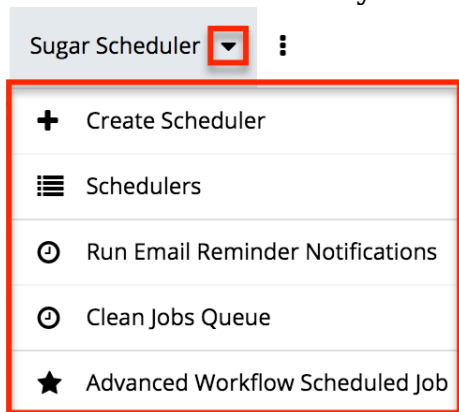 Sugar Scheduler
Create Scheduler
Schedulers
Run Email Reminder Notifications
Clean Jobs Queue
Advanced Workflow Scheduled Job